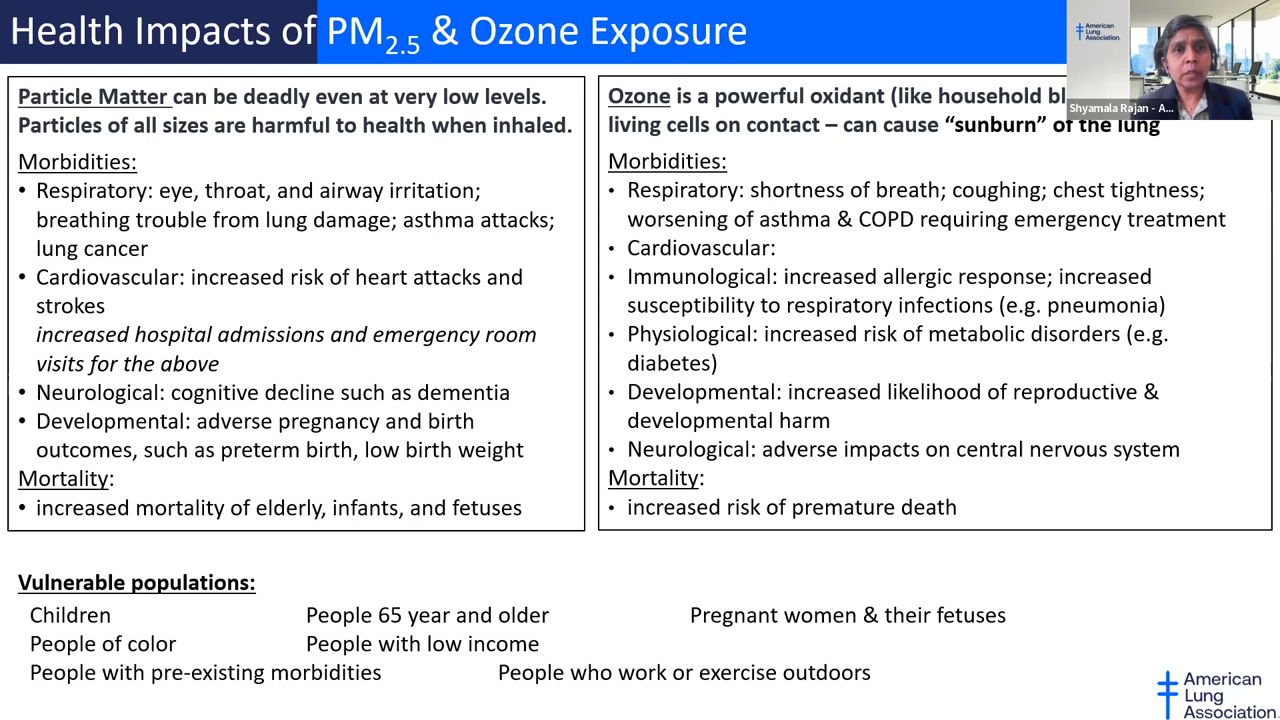 Health Impacts of PM2.5 & Ozone Exposure
American
Lung
Association.
Shyamala Rajan - A...
Particle Matter can be deadly even at very low levels.
Particles of all sizes are harmful to health when inhaled.
Morbidities:
• Respiratory: eye, throat, and airway irritation;
breathing trouble from lung damage; asthma attacks;
lung cancer
• Cardiovascular: increased risk of heart attacks and
strokes
increased hospital admissions and emergency room
visits for the above
• Neurological: cognitive decline such as dementia
• Developmental: adverse pregnancy and birth
outcomes, such as preterm birth, low birth weight
Mortality:
• increased mortality of elderly, infants, and fetuses
Ozone is a powerful oxidant (like household
living cells on contact – can cause “sunburn” of the lung
Morbidities:
• Respiratory: shortness of breath; coughing; chest tightness;
worsening of asthma & COPD requiring emergency treatment
• Cardiovascular:
• Immunological: increased allergic response; increased
susceptibility to respiratory infections (e.g. pneumonia)
• Physiological: increased risk of metabolic disorders (e.g.
diabetes)
• Developmental: increased likelihood of reproductive &
developmental harm
• Neurological: adverse impacts on central nervous system
Mortality:
• increased risk of premature death
Vulnerable populations:
Children People 65 year and older Pregnant women & their fetuses
People of color People with low income
People with pre-existing morbidities People who work or exercise outdoors
American
Lung
Association.